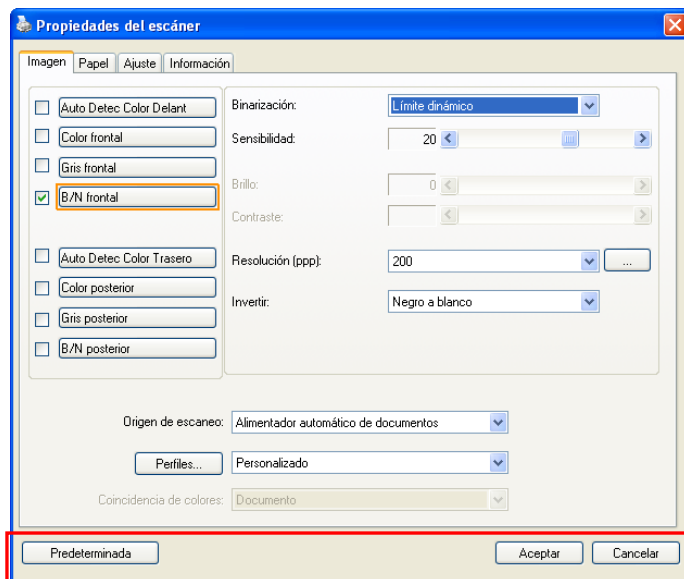 Propiedades del escáner
Imagen Papel Ajuste Información
Auto Detec Color Delant
Color frontal
Gris frontal
B/N frontal
Auto Detec Color Trasero
Color posterior
Gris posterior
B/N posterior
Binarización: Límite dinámico
Sensibilidad: 20
Brillo: 0
Contraste:
Resolución (ppp): 200 ...
Invertir: Negro a blanco
Origen de escaneo: Alimentador automático de documentos
Perfiles... Personalizado
Coincidencia de colores: Documento
Predeterminada Aceptar Cancelar